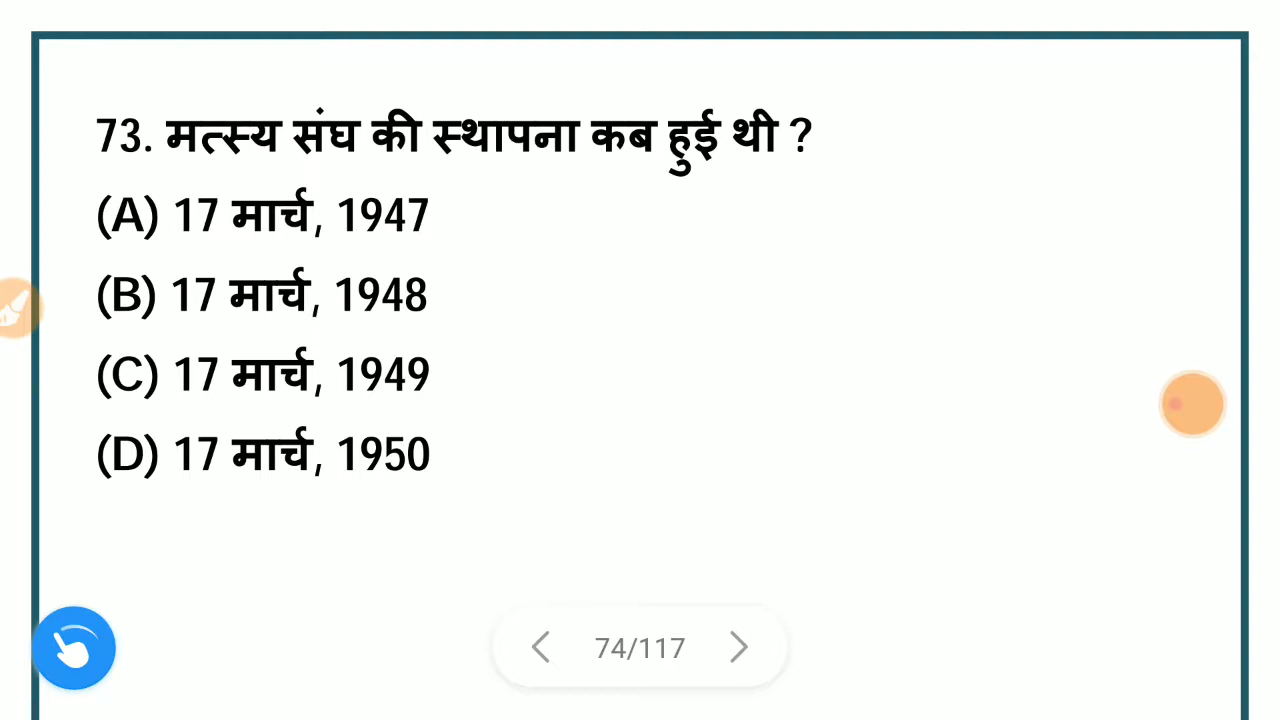 73. मत्स्य संघ की स्थापना कब हुई थी ?
(A) 17 मार्च, 1947
(B) 17 मार्च, 1948
(C) 17 मार्च, 1949
(D) 17 मार्च, 1950
74/117